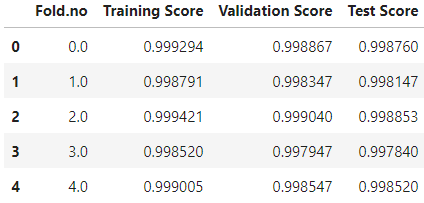 Fold.no Training Score Validation Score Test Score
0 0.0 0.999294 0.998867 0.998760
1 1.0 0.998791 0.998347 0.998147
2 2.0 0.999421 0.999040 0.998853
3 3.0 0.998520 0.997947 0.997840
4 4.0 0.999005 0.998547 0.998520